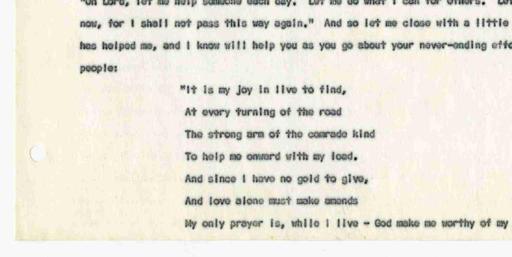 "Oh Lord, let me help someone each day. Let me do what I can for others. Let
now, for I shall not pass this way again." And so let me close with a little
has helped me, and I know will help you as you go about your never-ending effo
people:
"It is my joy in live to find,
At every turning of the road
The strong arm of the comrade kind
To help me onward with my load.
And since I have no gold to give,
And love alone must make amends
My only prayer is, while I live - God make me worthy of my